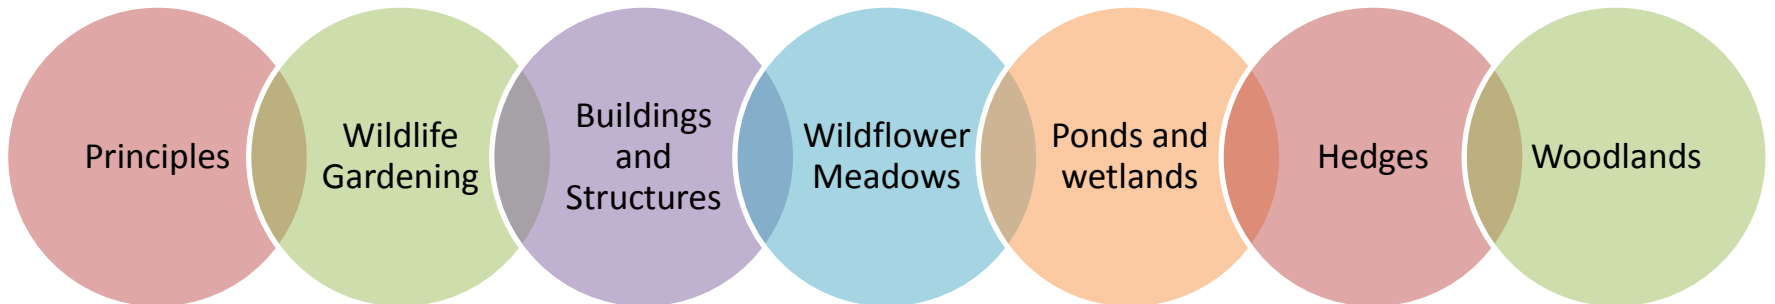 Principles
Wildlife
Gardening
Buildings
and
Structures
Wildflower
Meadows
Ponds and
wetlands
Hedges
Woodlands